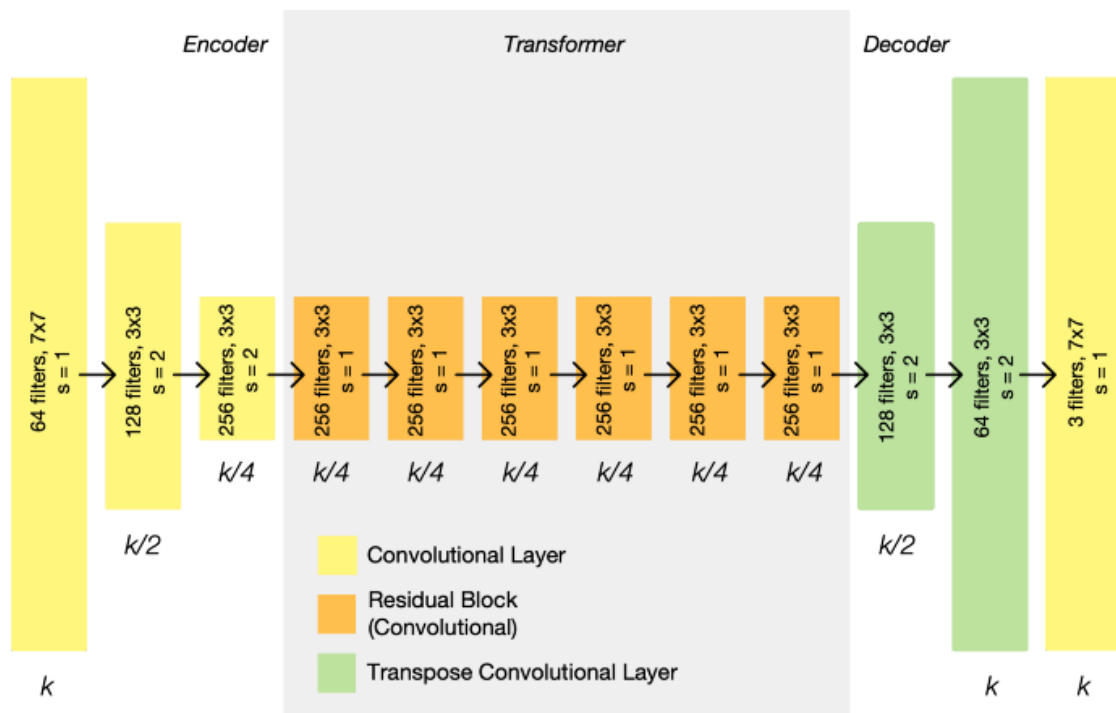 Encoder
Transformer
Decoder
64 filters, 7x7
s = 1
128 filters, 3x3
s = 2
256 filters, 3x3
s = 2
256 filters, 3x3
s = 1
256 filters, 3x3
s = 1
256 filters, 3x3
s = 1
256 filters, 3x3
s = 1
256 filters, 3x3
s = 1
256 filters, 3x3
s = 1
128 filters, 3x3
s = 2
64 filters, 3x3
s = 2
3 filters, 7x7
s = 1
k/4
k/4
k/4
k/4
k/4
k/4
k/4
k/2
k/2
Convolutional Layer
Residual Block
(Convolutional)
Transpose Convolutional Layer
k
k
k